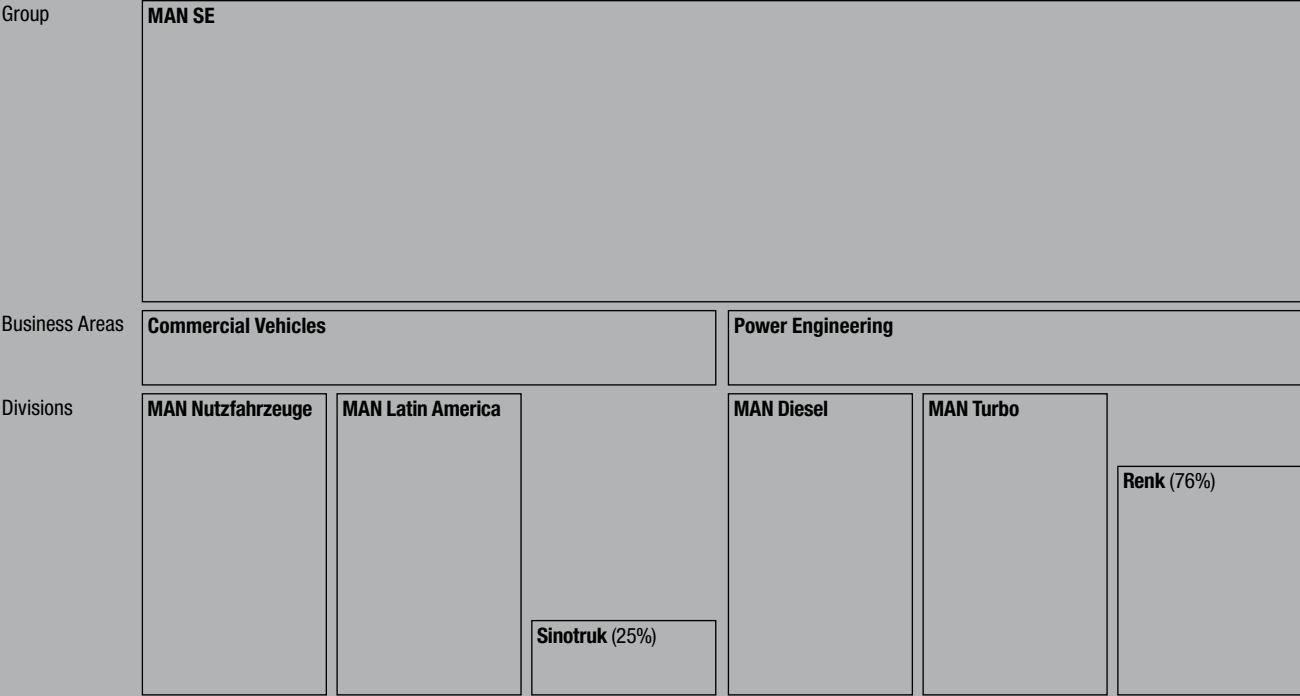 Group
MAN SE
Business Areas
Commercial Vehicles
Power Engineering
Divisions
MAN Nutzfahrzeuge
MAN Latin America
MAN Diesel
MAN Turbo
Renk (76%)
Sinotruk (25%)